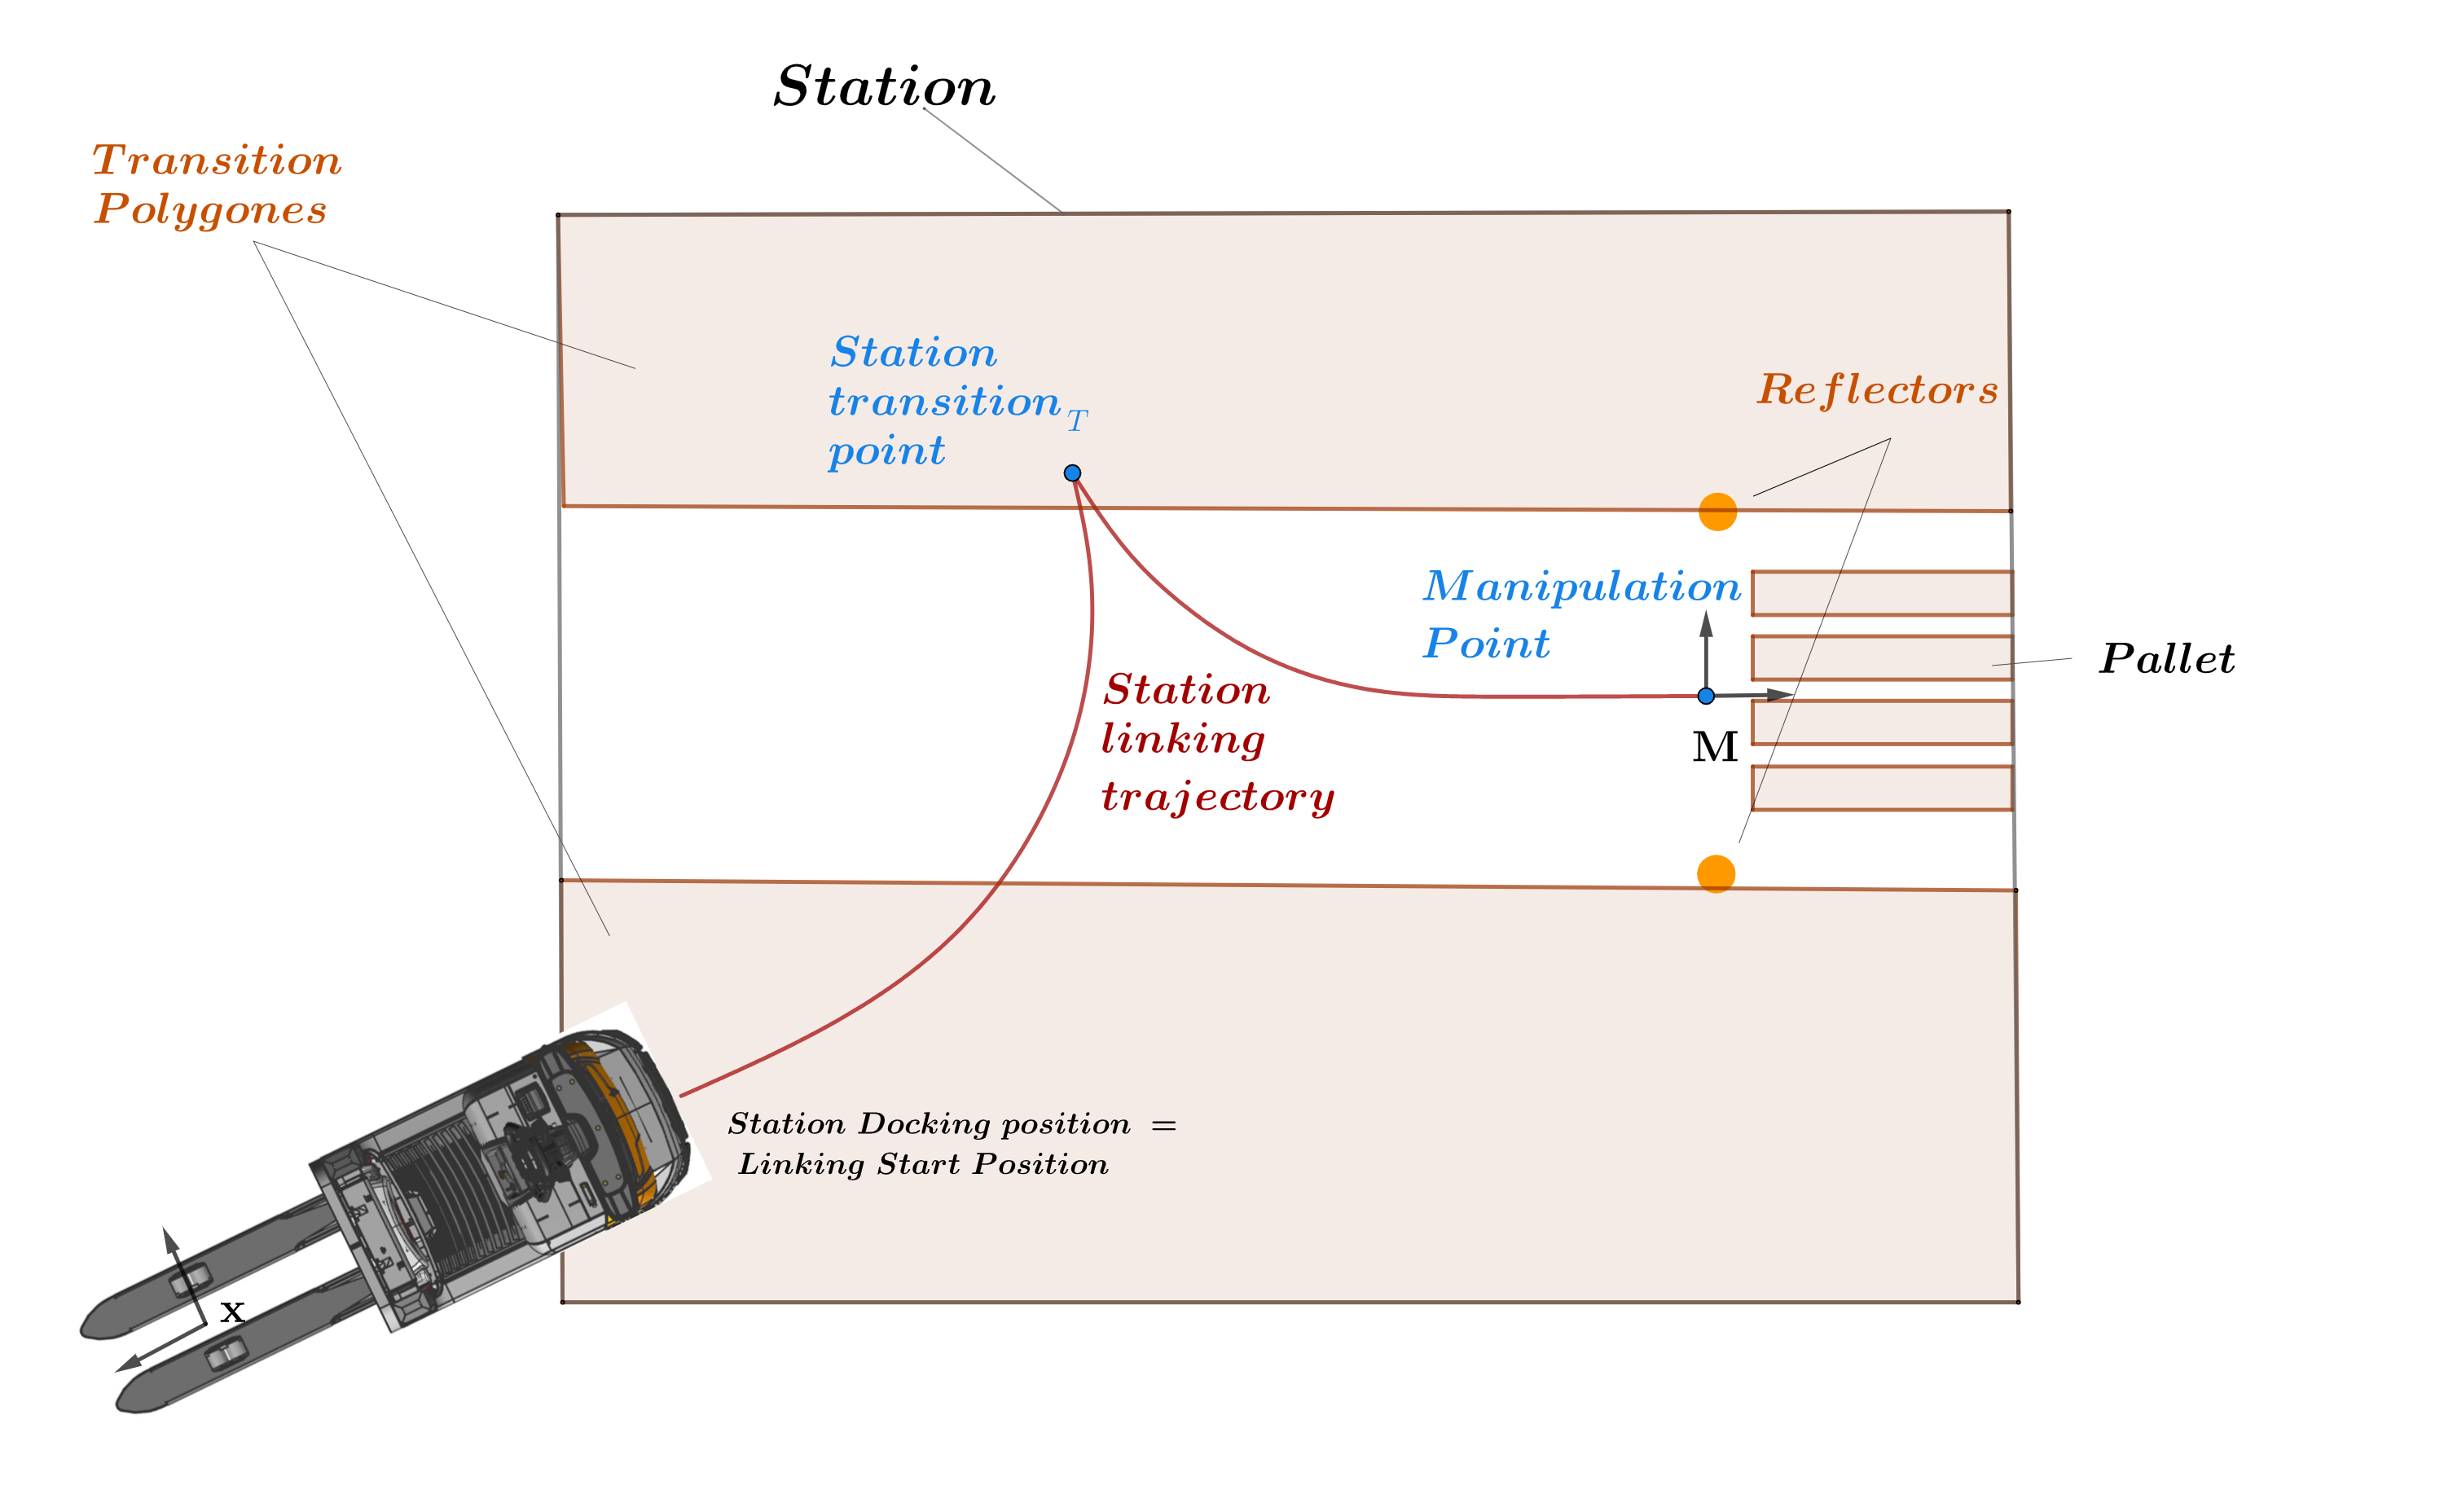 Station
Transition
Polygones
Station
transition
point
T
Reflectors
Manipulation
Point
Pallet
Station
linking
trajectory
M
Station Docking position =
Linking Start Position
x